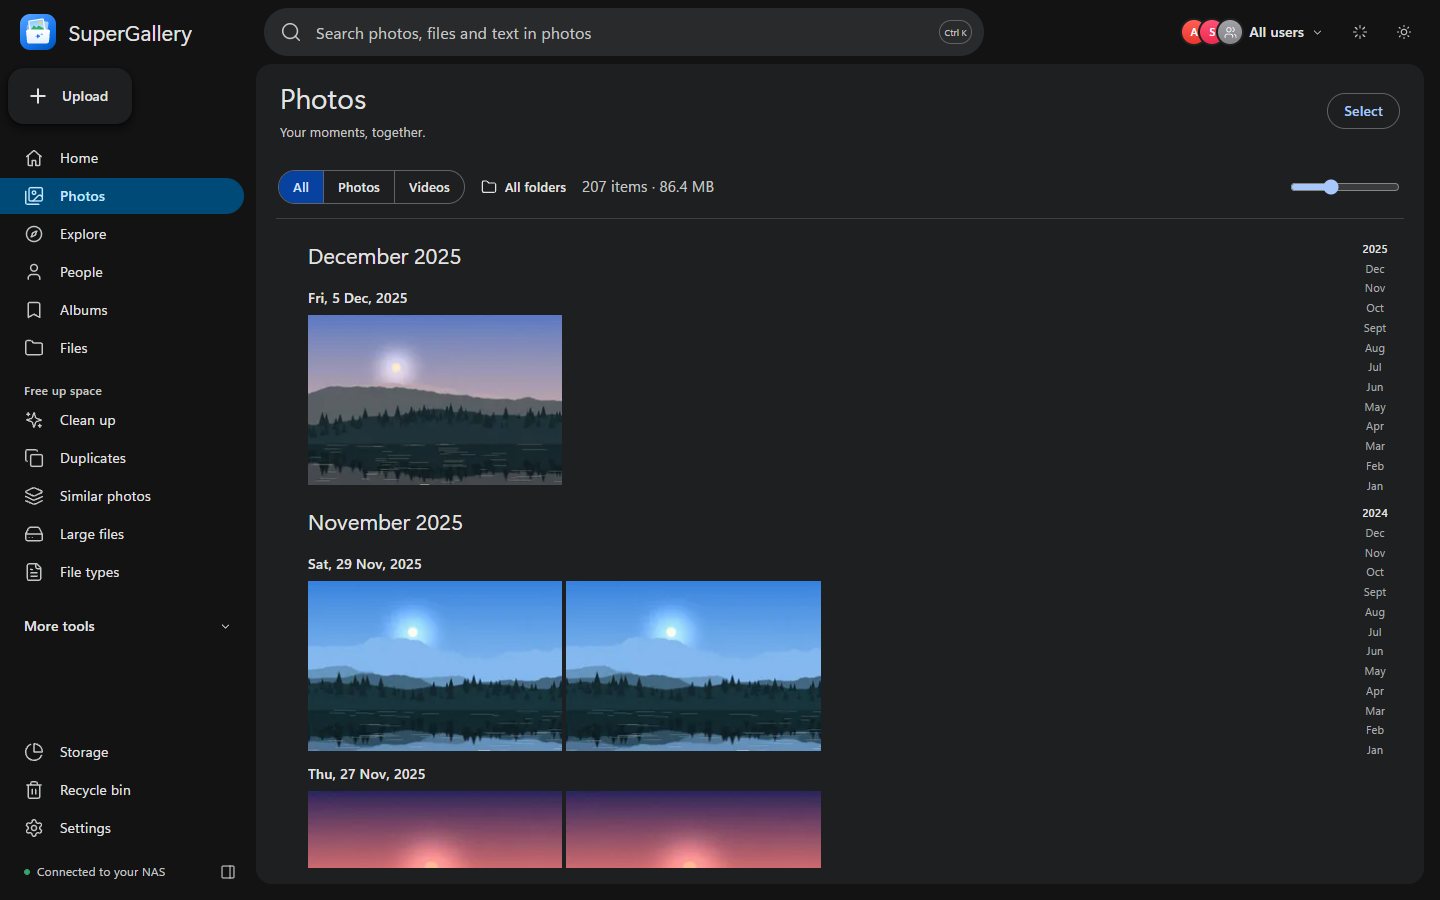 SuperGallery
Search photos, files and text in photos
Ctrl K
A
S
All users
Upload
Home
Photos
Explore
People
Albums
Files
Free up space
Clean up
Duplicates
Similar photos
Large files
File types
More tools
Storage
Recycle bin
Settings
Connected to your NAS
Photos
Your moments, together.
Select
All
Photos
Videos
All folders
207 items · 86.4 MB
December 2025
Fri, 5 Dec, 2025
November 2025
Sat, 29 Nov, 2025
Thu, 27 Nov, 2025
2025
Dec
Nov
Oct
Sept
Aug
Jul
Jun
May
Apr
Mar
Feb
Jan
2024
Dec
Nov
Oct
Sept
Aug
Jul
Jun
May
Apr
Mar
Feb
Jan